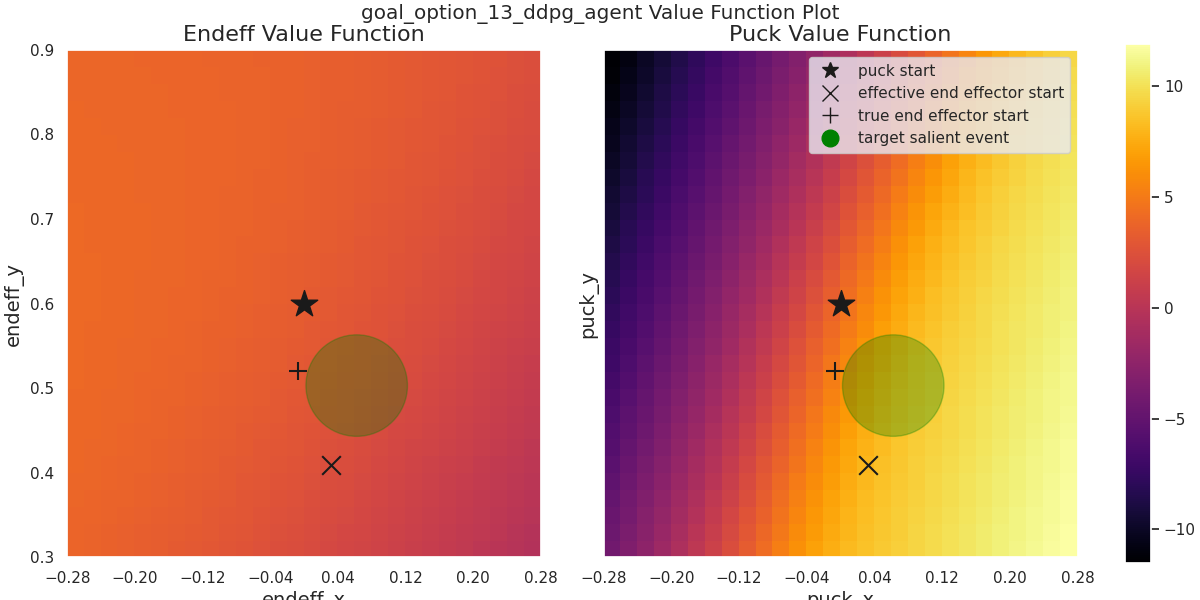 goal_option_13_ddpg_agent Value Function Plot
Endeff Value Function
Puck Value Function
0.9
0.8
0.7
0.6
0.5
0.4
0.3
endeff_y
−0.28 −0.20 −0.12 −0.04 0.04 0.12 0.20 0.28
endeff_x
puck_y
puck start
effective end effector start
true end effector start
target salient event
−0.28 −0.20 −0.12 −0.04 0.04 0.12 0.20 0.28
puck_x
10
5
0
−5
−10